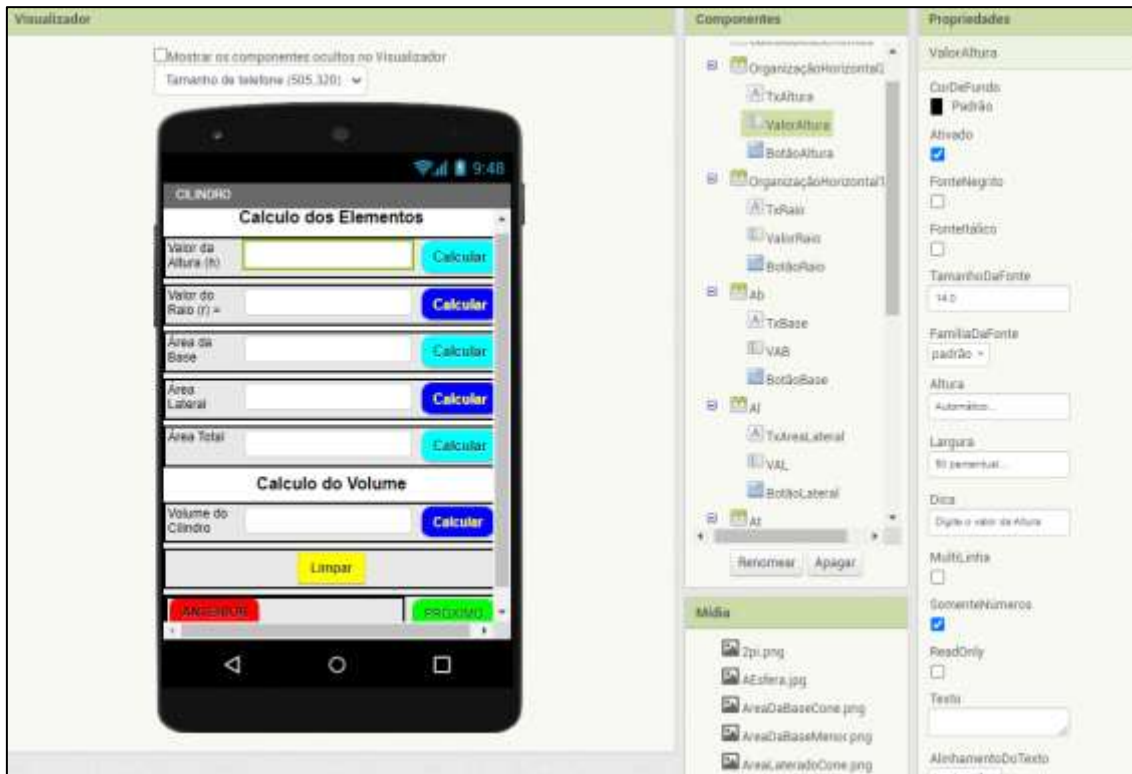 Visualizador
Mostrar os componentes ocultos no Visualizador
Tamanho de telefone (505,320)
9:48
CILINDRO
Calculo dos Elementos
Valor da
Altura (h)
Calcular
Valor do
Raio (r) =
Calcular
Área da
Base
Calcular
Área
Lateral
Calcular
Área Total
Calcular
Calculo do Volume
Volume do
Cilindro
Calcular
Limpar
ANTERIOR
PRÓXIMO
Componentes
TxAltura
ValorAltura
BotãoAltura
TxRaio
ValorRaio
BotãoRaio
Ab
TxBase
VAB
BotãoBase
Al
TxAreaLateral
VAL
BotãoLateral
At
Renomear
Apagar
Mídia
2pi.png
AEsfera.jpg
AreaDaBaseCone.png
AreaDaBaseMenor.png
AreaLateradoCone.png
Propriedades
ValorAltura
CorDeFundo
Padrão
Ativado
FonteNegrito
FonteItálico
TamanhoDaFonte
14.0
FamíliaDaFonte
padrão
Altura
Automático...
Largura
percentual...
Dica
Digite o valor da Altura
MultiLinha
SomenteNúmeros
ReadOnly
Texto
AlinhamentoDoTexto